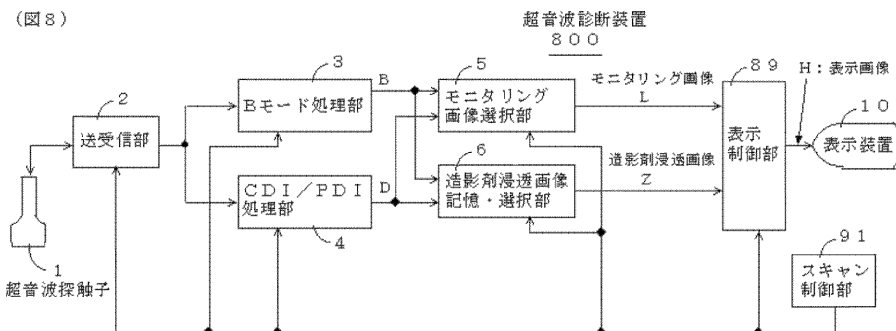 (図8)
超音波診断装置
800
2
送受信部
1
超音波探触子
3
Bモード処理部
B
CDI/PDI
処理部
D
4
5
モニタリング
画像選択部
モニタリング画像
L
6
造影剤浸透画像
記憶・選択部
造影剤浸透画像
Z
89
表示
制御部
H:表示画像
10
表示装置
91
スキャン
制御部